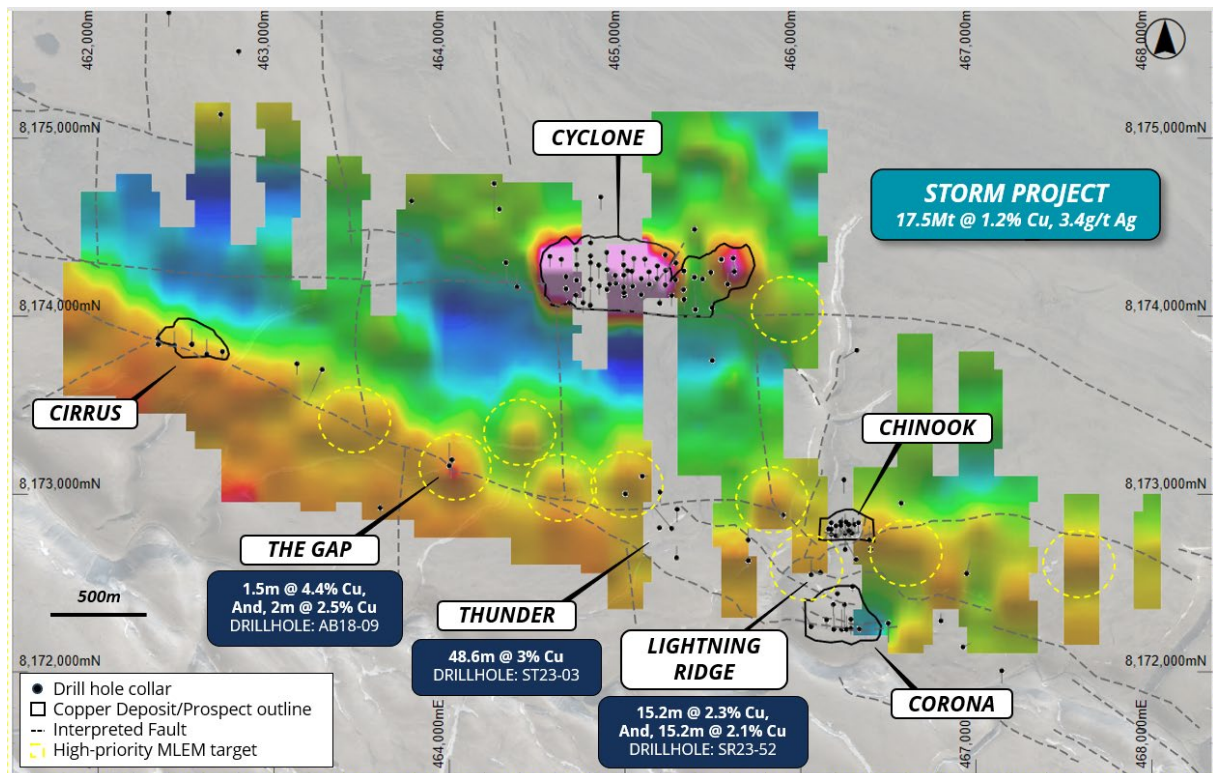 462,000m
463,000m
464,000m
465,000m
466,000m
467,000m
468,000m
8,175,000mN
8,175,000mN
CYCLONE
STORM PROJECT
17.5Mt @ 1.2% Cu, 3.4g/t Ag
8,174,000mN
8,174,000mN
CIRRUS
CHINOOK
8,173,000mN
8,173,000mN
THE GAP
1.5m @ 4.4% Cu,
And, 2m @ 2.5% Cu
DRILLHOLE: AB18-09
500m
THUNDER
48.6m @ 3% Cu
DRILLHOLE: ST23-03
LIGHTNING
RIDGE
15.2m @ 2.3% Cu,
And, 15.2m @ 2.1% Cu
DRILLHOLE: SR23-52
CORONA
8,172,000mN
8,172,000mN
Drill hole collar
Copper Deposit/Prospect outline
Interpreted Fault
High-priority MLEM target
464,000mE
467,000mE
468,000mE